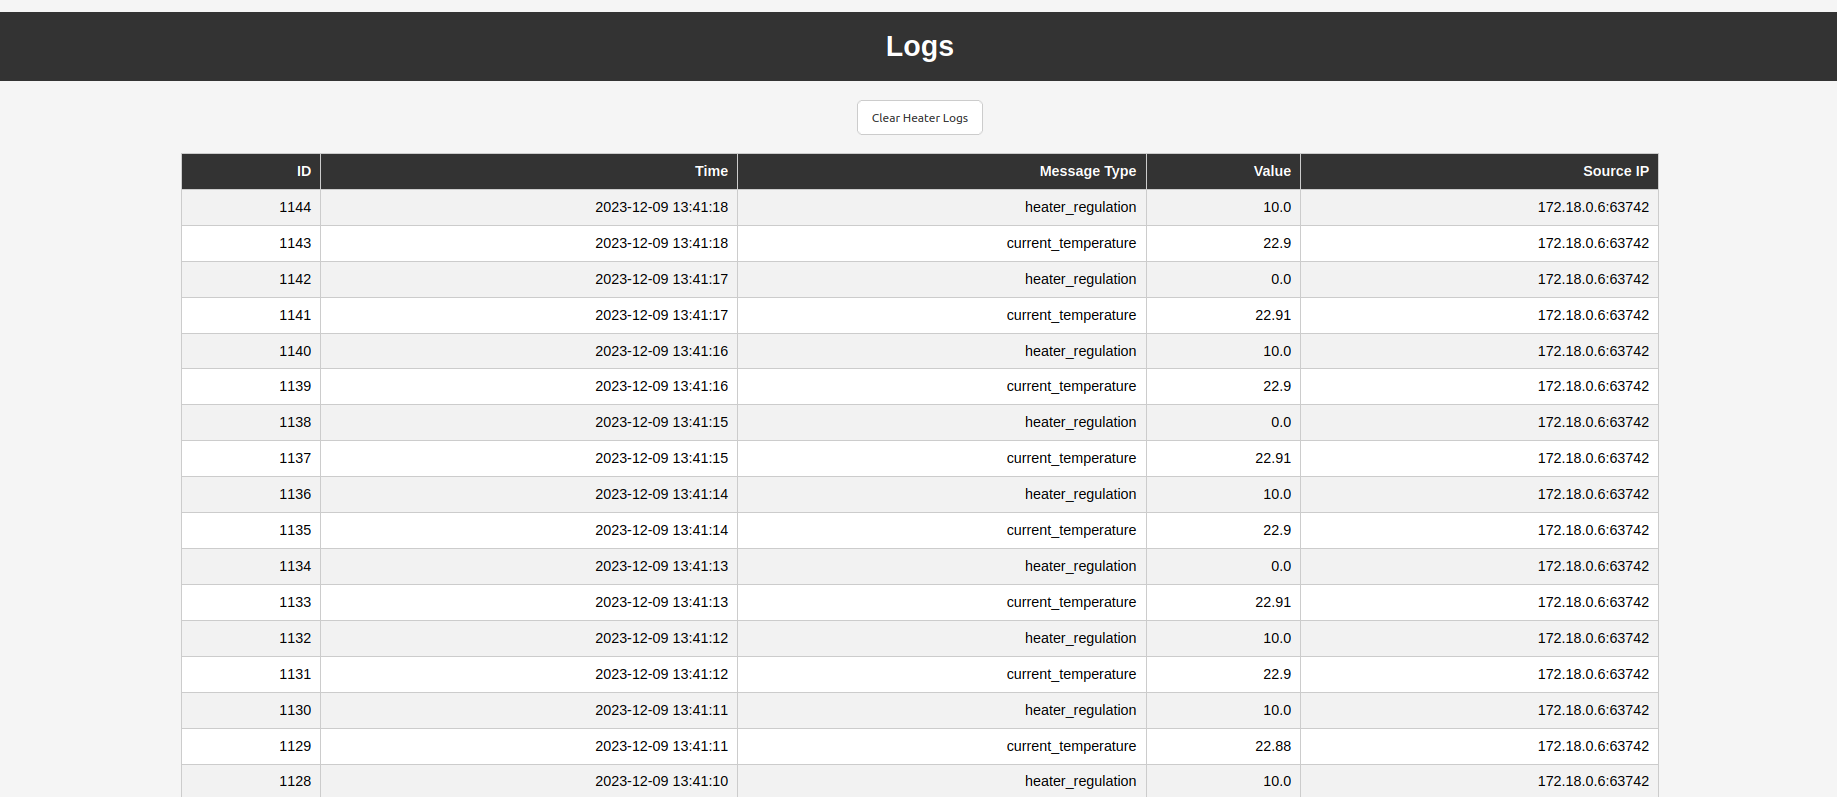 Logs
Clear Heater Logs
ID Time Message Type Value Source IP
1144 2023-12-09 13:41:18 heater_regulation 10.0 172.18.0.6:63742
1143 2023-12-09 13:41:18 current_temperature 22.9 172.18.0.6:63742
1142 2023-12-09 13:41:17 heater_regulation 0.0 172.18.0.6:63742
1141 2023-12-09 13:41:17 current_temperature 22.91 172.18.0.6:63742
1140 2023-12-09 13:41:16 heater_regulation 10.0 172.18.0.6:63742
1139 2023-12-09 13:41:16 current_temperature 22.9 172.18.0.6:63742
1138 2023-12-09 13:41:15 heater_regulation 0.0 172.18.0.6:63742
1137 2023-12-09 13:41:15 current_temperature 22.91 172.18.0.6:63742
1136 2023-12-09 13:41:14 heater_regulation 10.0 172.18.0.6:63742
1135 2023-12-09 13:41:14 current_temperature 22.9 172.18.0.6:63742
1134 2023-12-09 13:41:13 heater_regulation 0.0 172.18.0.6:63742
1133 2023-12-09 13:41:13 current_temperature 22.91 172.18.0.6:63742
1132 2023-12-09 13:41:12 heater_regulation 10.0 172.18.0.6:63742
1131 2023-12-09 13:41:12 current_temperature 22.9 172.18.0.6:63742
1130 2023-12-09 13:41:11 heater_regulation 10.0 172.18.0.6:63742
1129 2023-12-09 13:41:11 current_temperature 22.88 172.18.0.6:63742
1128 2023-12-09 13:41:10 heater_regulation 10.0 172.18.0.6:63742